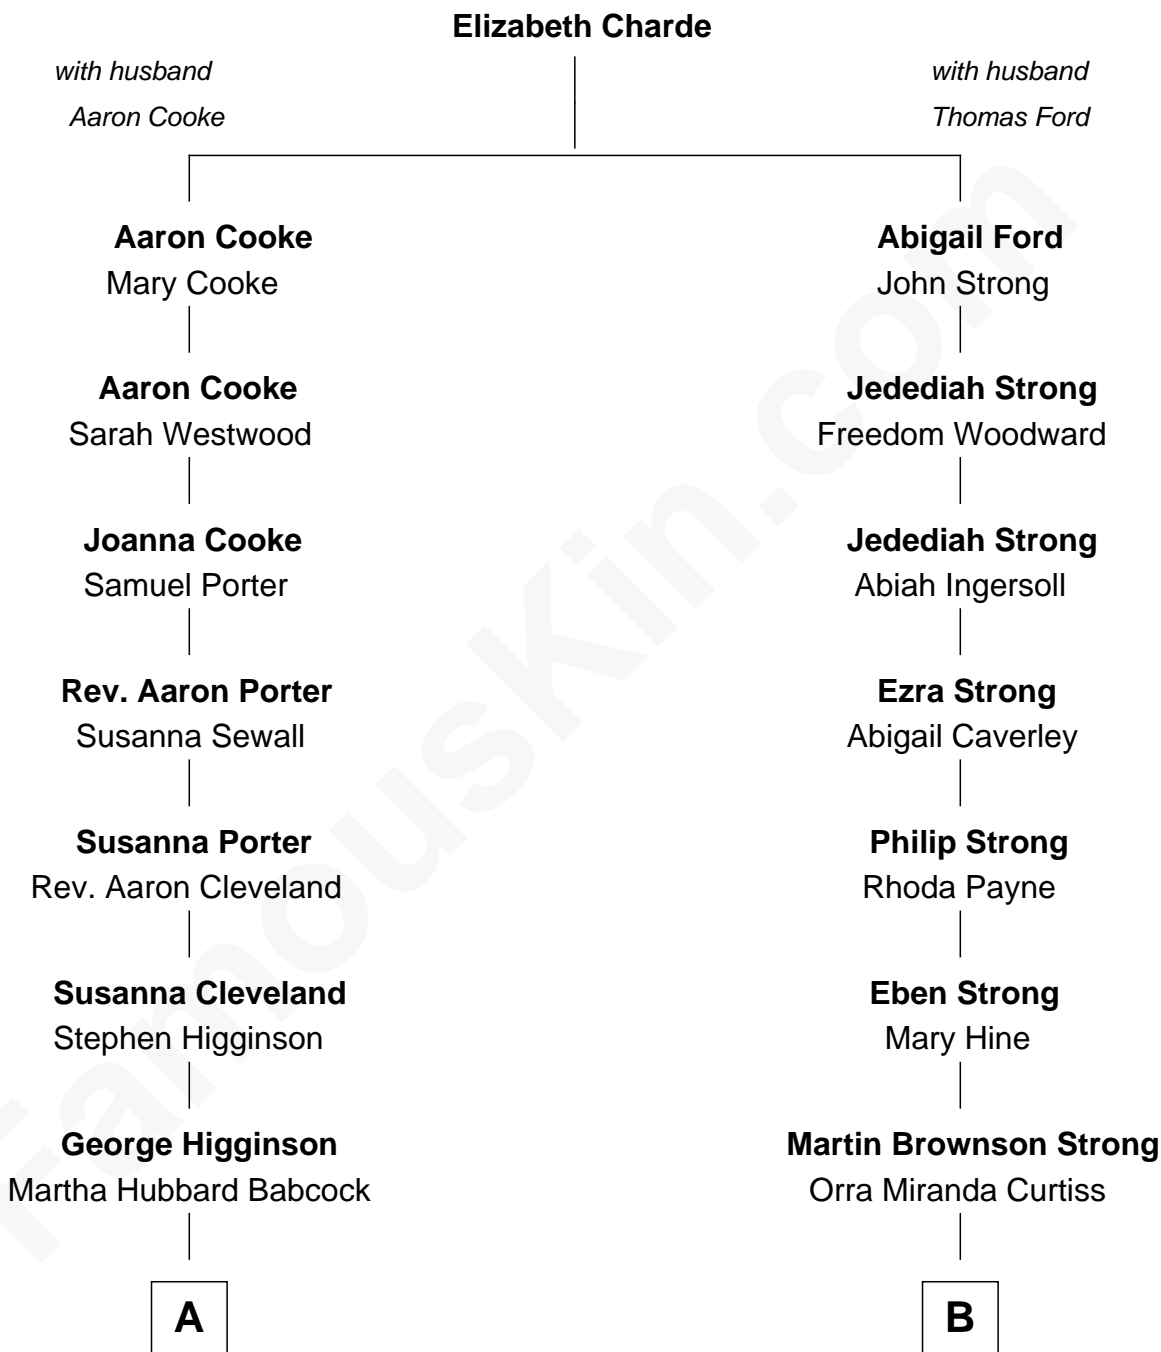 Elizabeth Charde
with husband
Aaron Cooke
with husband
Thomas Ford
Aaron Cooke
Mary Cooke
Abigail Ford
John Strong
Aaron Cooke
Sarah Westwood
Jedediah Strong
Freedom Woodward
Joanna Cooke
Samuel Porter
Jedediah Strong
Abiah Ingersoll
Rev. Aaron Porter
Susanna Sewall
Ezra Strong
Abigail Caverley
Susanna Porter
Rev. Aaron Cleveland
Philip Strong
Rhoda Payne
Susanna Cleveland
Stephen Higginson
Eben Strong
Mary Hine
George Higginson
Martha Hubbard Babcock
Martin Brownson Strong
Orra Miranda Curtiss
A
B
FamousKin.com